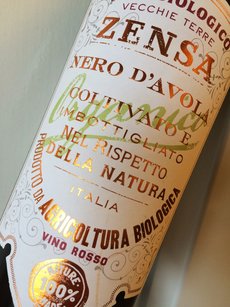 BIOLOGICO
VECCHIE TERRE
ZENSA
NERO D'AVOLA
Organic
COLTIVATO E
IMBOTTIGLIATO
NEL RISPETTO
DELLA NATURA
ITALIA
PRODOTTO DA
AGRICOLTURA BIOLOGICA
VINO ROSSO
100%